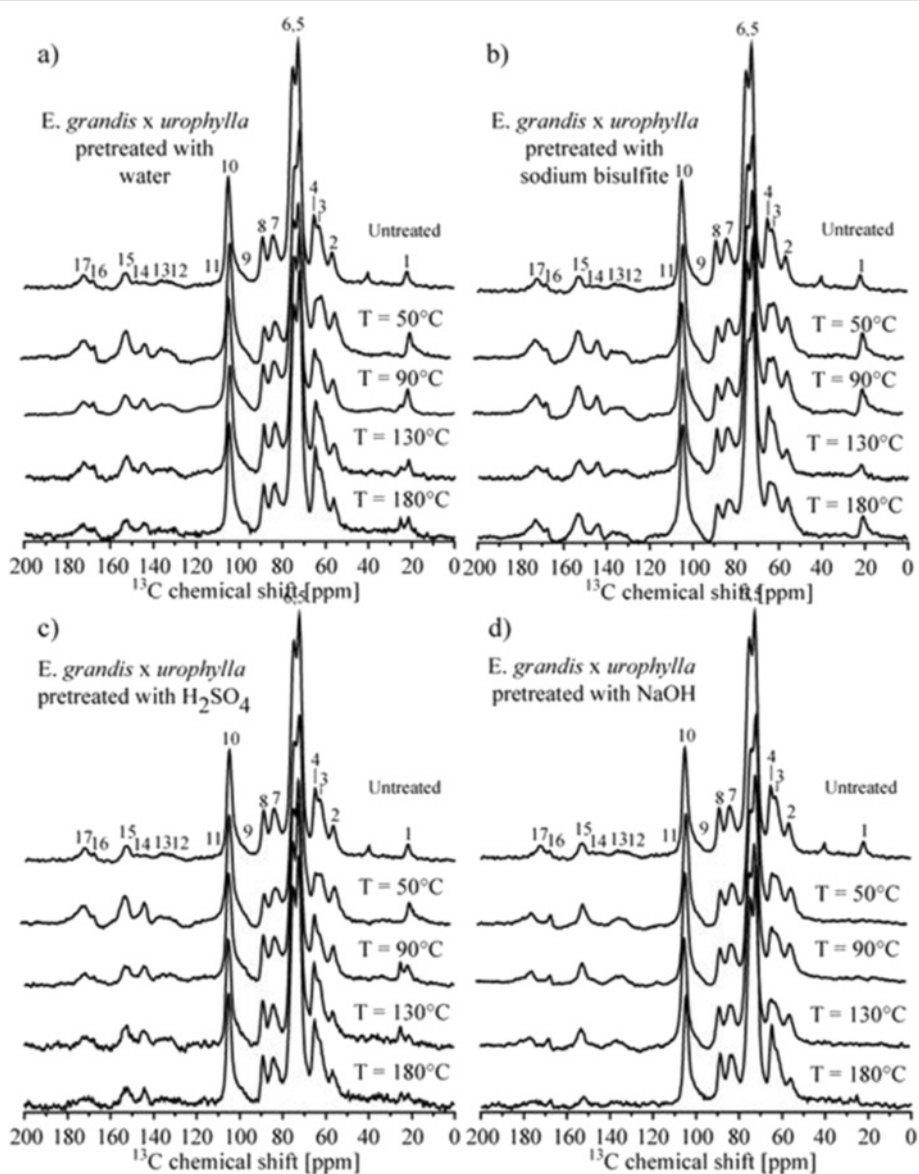 6,5
a)
E. grandis x urophylla
pretreated with
water
10
4
3
8 7
2
Untreated
17 16 15 14 13 12 11 9
1
T = 50°C
T = 90°C
T = 130°C
T = 180°C
200 180 160 140 120 100 80 60 40 20 0
13C chemical shift [ppm]
6,5
b)
E. grandis x urophylla
pretreated with
sodium bisulfite
10
4
3
8 7
2
Untreated
17 16 15 14 13 12 11 9
1
T = 50°C
T = 90°C
T = 130°C
T = 180°C
200 180 160 140 120 100 80 60 40 20 0
13C chemical shift [ppm]
6,5
c)
E. grandis x urophylla
pretreated with H2SO4
10
4
3
8 7
2
Untreated
17 16 15 14 13 12 11 9
1
T = 50°C
T = 90°C
T = 130°C
T = 180°C
200 180 160 140 120 100 80 60 40 20 0
13C chemical shift [ppm]
d)
E. grandis x urophylla
pretreated with NaOH
10
4
3
8 7
2
Untreated
17 16 15 14 13 12 11 9
1
T = 50°C
T = 90°C
T = 130°C
T = 180°C
200 180 160 140 120 100 80 60 40 20 0
13C chemical shift [ppm]